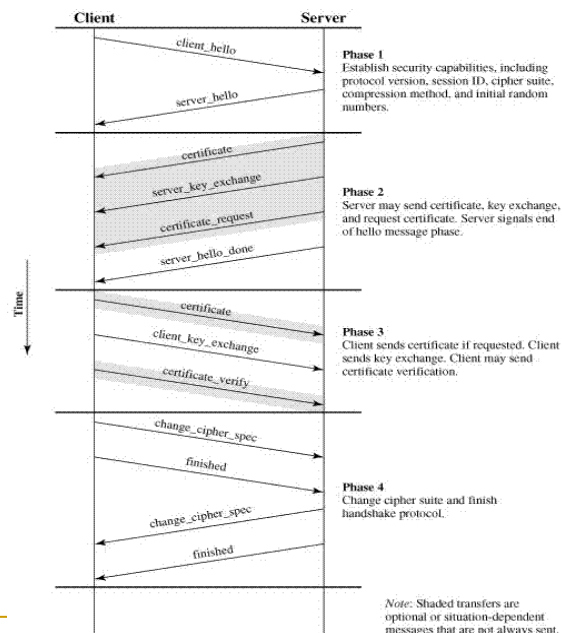 Client
Server
client_hello
Phase 1
Establish security capabilities, including
protocol version, session ID, cipher suite,
compression method, and initial random
numbers.
server_hello
certificate
server_key_exchange
Phase 2
Server may send certificate, key exchange,
and request certificate. Server signals end
of hello message phase.
certificate_request
server_hello_done
Time
certificate
client_key_exchange
Phase 3
Client sends certificate if requested. Client
sends key exchange. Client may send
certificate verification.
certificate_verify
change_cipher_spec
finished
Phase 4
Change cipher suite and finish
handshake protocol.
change_cipher_spec
finished
Note: Shaded transfers are
optional or situation-dependent
messages that are not always sent.